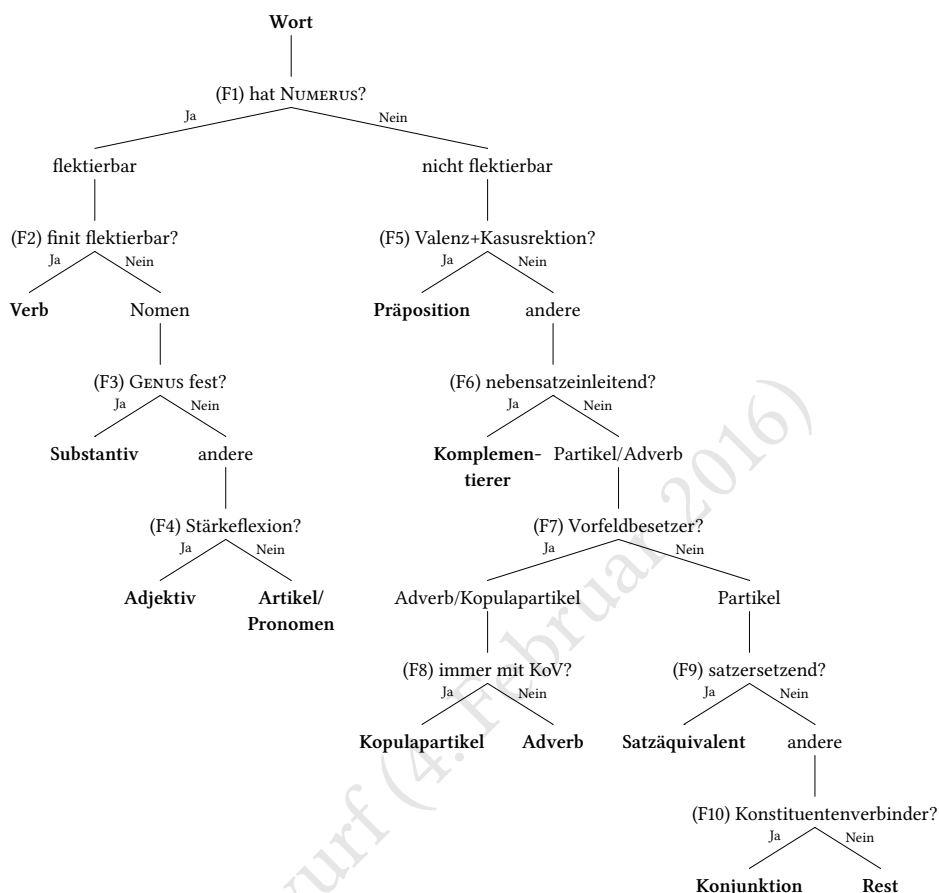 Wort
(F1) hat NUMERUS?
Ja Nein
flektierbar nicht flektierbar
(F2) finit flektierbar? (F5) Valenz+Kasusrektion?
Ja Nein Ja Nein
Verb Nomen Präposition andere
(F3) GENUS fest? (F6) nebensatzeinleitend?
Ja Nein Ja Nein
Substantiv andere Komplemen- Partikel/Adverb
tierer
(F4) Stärkeflexion? (F7) Vorfeldbesetzer?
Ja Nein Ja Nein
Adjektiv Artikel/ Adverb/Kopulapartikel Partikel
Pronomen
(F8) immer mit KoV? (F9) satzersetzend?
Ja Nein Ja Nein
Kopulapartikel Adverb Satzäquivalent andere
(F10) Konstituentenverbinder?
Ja Nein
Konjunktion Rest
(4. Februar 2016)